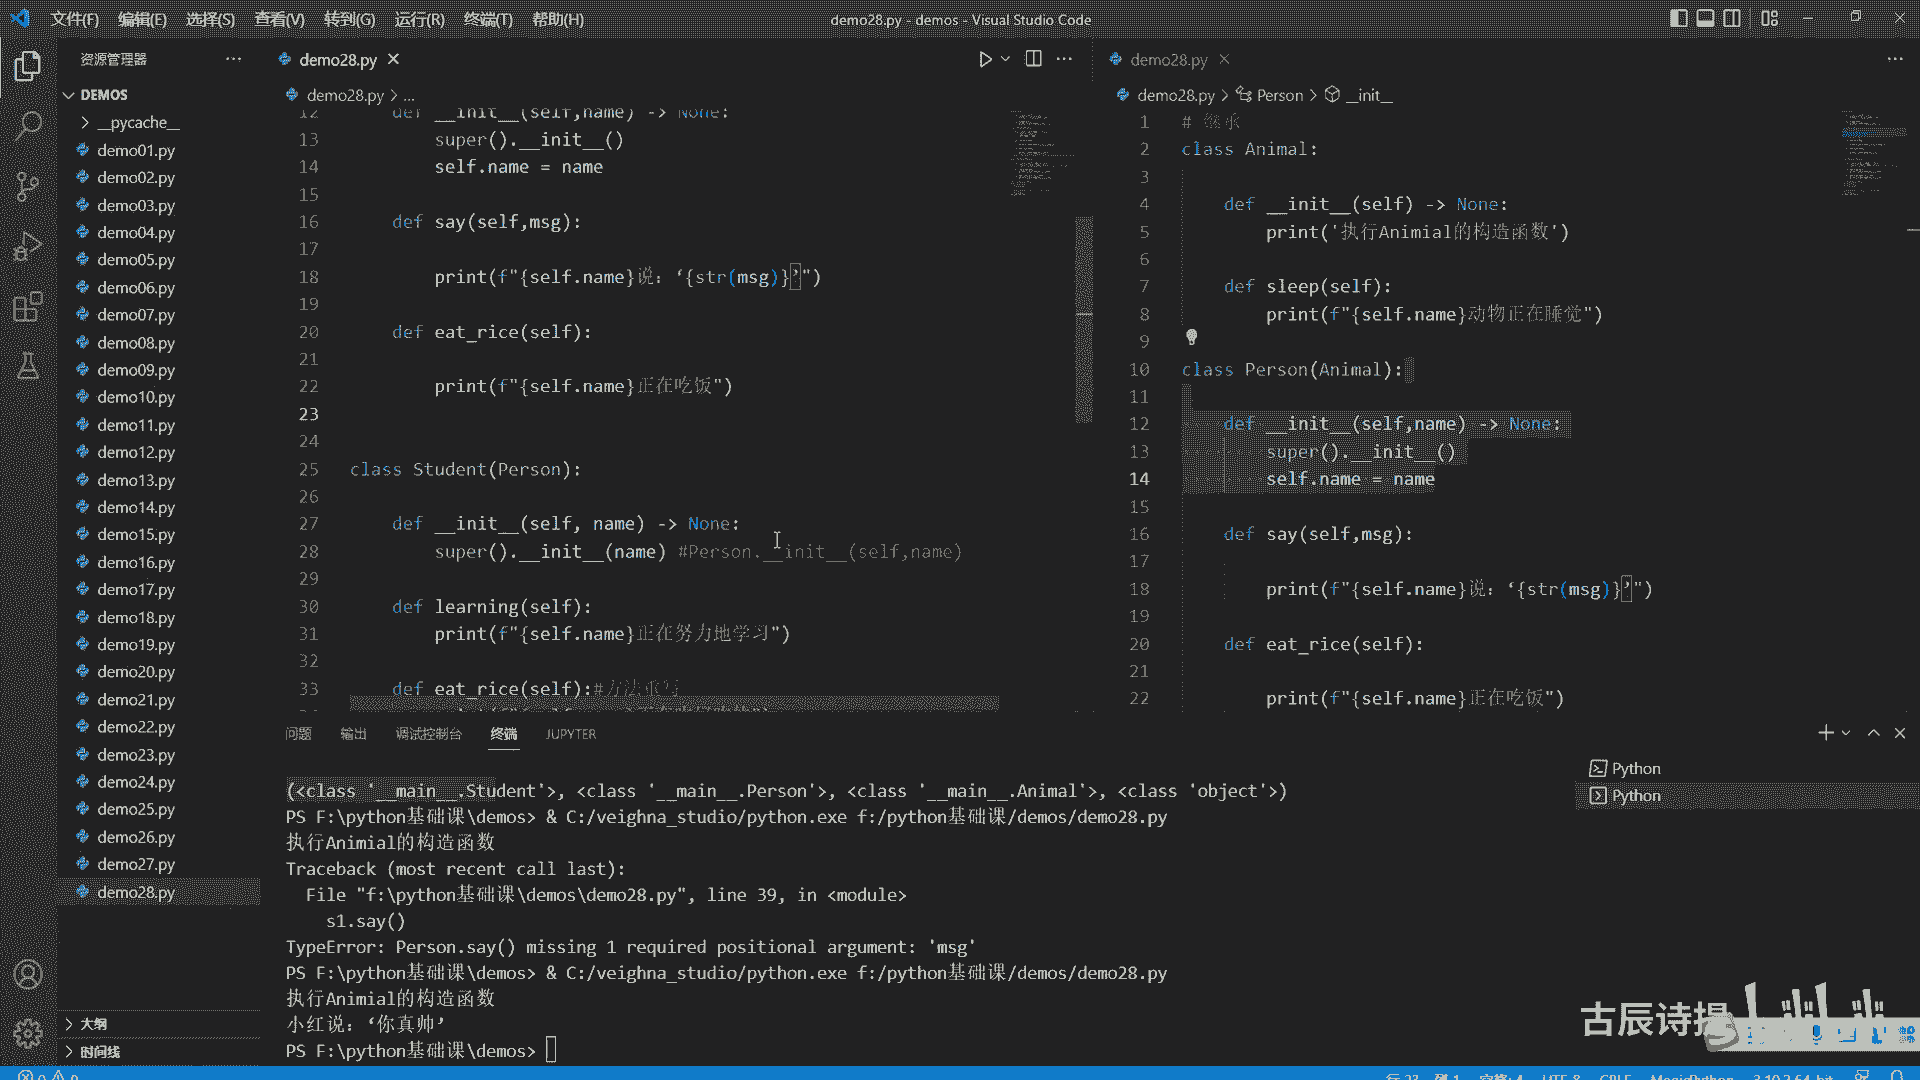 文件(F) 编辑(E) 选择(S) 查看(V) 转到(G) 运行(R) 终端(T) 帮助(H)
demo28.py - demos - Visual Studio Code
资源管理器
DEMOS
__pycache__
demo01.py
demo02.py
demo03.py
demo04.py
demo05.py
demo06.py
demo07.py
demo08.py
demo09.py
demo10.py
demo11.py
demo12.py
demo13.py
demo14.py
demo15.py
demo16.py
demo17.py
demo18.py
demo19.py
demo20.py
demo21.py
demo22.py
demo23.py
demo24.py
demo25.py
demo26.py
demo27.py
demo28.py
大纲
时间线
demo28.py
demo28.py > ...
12 def __init__(self,name) -> None:
13 super().__init__()
14 self.name = name
15
16 def say(self,msg):
17
18 print(f"{self.name}说：‘{str(msg)}’")
19
20 def eat_rice(self):
21
22 print(f"{self.name}正在吃饭")
23
24
25 class Student(Person):
26
27 def __init__(self, name) -> None:
28 super().__init__(name) #Person.__init__(self,name)
29
30 def learning(self):
31 print(f"{self.name}正在努力地学习")
32
33 def eat_rice(self):#方法重写
demo28.py
demo28.py > Person > __init__
1 # 继承
2 class Animal:
3
4 def __init__(self) -> None:
5 print('执行Animial的构造函数')
6
7 def sleep(self):
8 print(f"{self.name}动物正在睡觉")
9
10 class Person(Animal):
11
12 def __init__(self,name) -> None:
13 super().__init__()
14 self.name = name
15
16 def say(self,msg):
17
18 print(f"{self.name}说：‘{str(msg)}’")
19
20 def eat_rice(self):
21
22 print(f"{self.name}正在吃饭")
问题 输出 调试控制台 终端 JUPYTER
(<class '__main__.Student'>, <class '__main__.Person'>, <class '__main__.Animal'>, <class 'object'>)
PS F:\python基础课\demos> & C:/veighna_studio/python.exe f:/python基础课/demos/demo28.py
执行Animial的构造函数
Traceback (most recent call last):
File "f:\python基础课\demos\demo28.py", line 39, in <module>
s1.say()
TypeError: Person.say() missing 1 required positional argument: 'msg'
PS F:\python基础课\demos> & C:/veighna_studio/python.exe f:/python基础课/demos/demo28.py
执行Animial的构造函数
小红说：‘你真帅’
PS F:\python基础课\demos>
Python
Python
古辰诗提